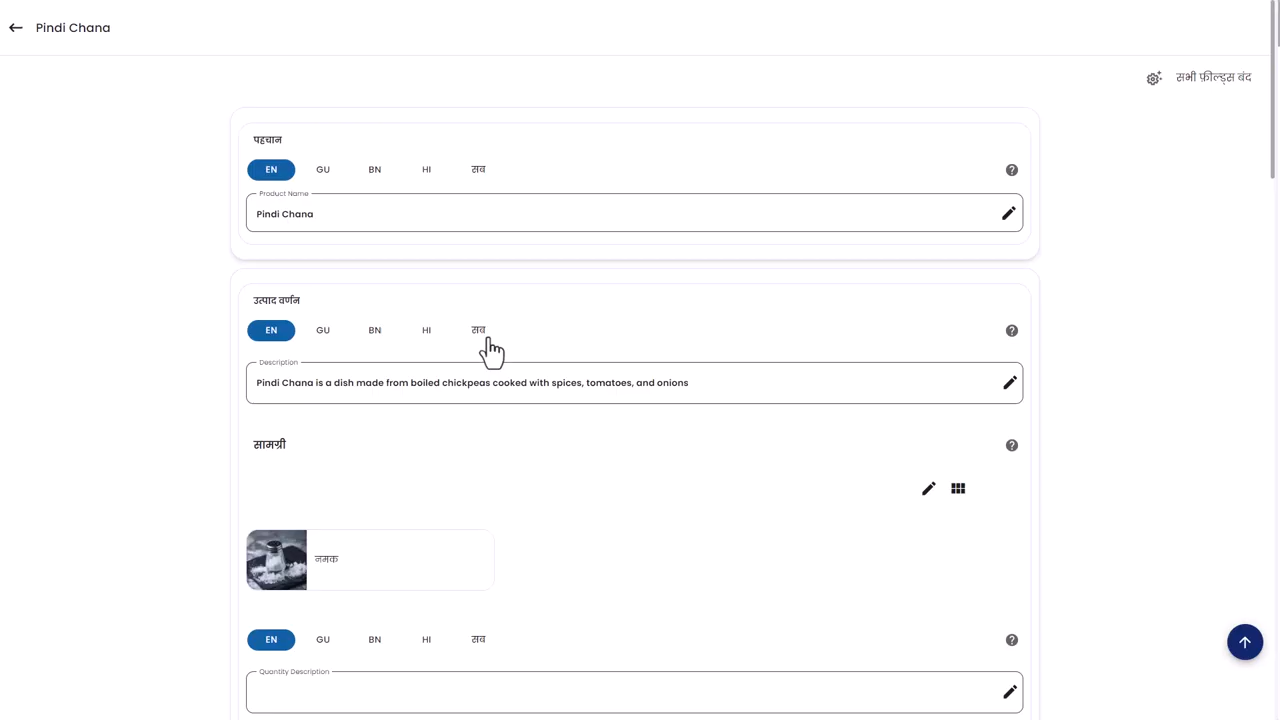 Pindi Chana
सभी फ़ील्ड्स बंद
पहचान
EN GU BN HI सब
Product Name
Pindi Chana
उत्पाद वर्णन
EN GU BN HI सब
Description
Pindi Chana is a dish made from boiled chickpeas cooked with spices, tomatoes, and onions
सामग्री
नमक
EN GU BN HI सब
Quantity Description